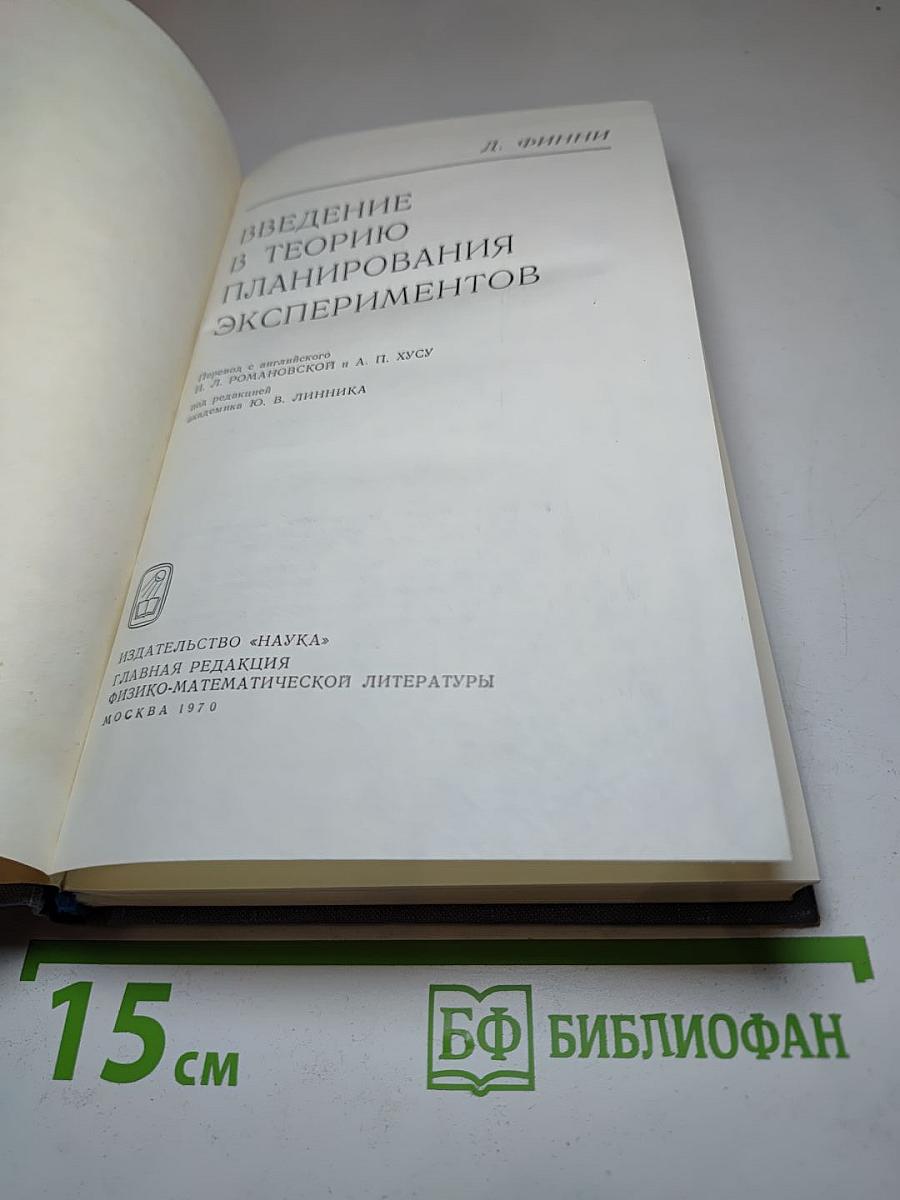 Д. ФИННИ
ВВЕДЕНИЕ
В ТЕОРИЮ
ПЛАНИРОВАНИЯ
ЭКСПЕРИМЕНТОВ
Перевод с английского
И. Л. РОМАНОВСКОЙ и А. П. ХУСУ
под редакцией
академика Ю. В. ЛИННИКА
ИЗДАТЕЛЬСТВО «НАУКА»
ГЛАВНАЯ РЕДАКЦИЯ
ФИЗИКО-МАТЕМАТИЧЕСКОЙ ЛИТЕРАТУРЫ
МОСКВА 1970
15 см
БФ БИБЛИОФАН